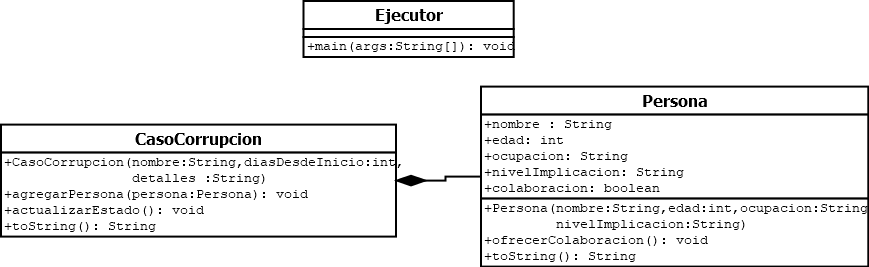 Ejecutor
+main(args:String[]): void
Persona
+nombre : String
+edad: int
+ocupacion: String
+nivelImplicacion: String
+colaboracion: boolean
+Persona(nombre:String,edad:int,ocupacion:String
nivelImplicacion:String)
+ofrecerColaboracion(): void
+toString(): String
CasoCorrupcion
+CasoCorrupcion(nombre:String,diasDesdeInicio:int,
detalles :String)
+agregarPersona(persona:Persona): void
+actualizarEstado(): void
+toString(): String